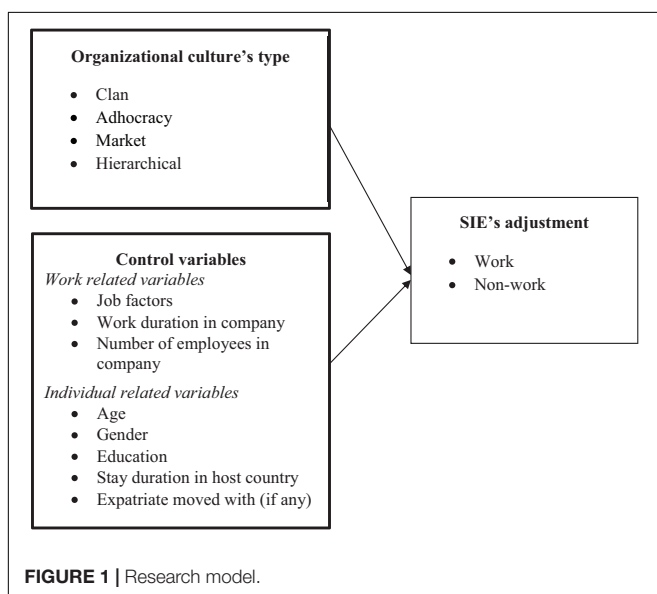 Organizational culture's type
• Clan
• Adhocracy
• Market
• Hierarchical
Control variables
Work related variables
• Job factors
• Work duration in company
• Number of employees in
company
Individual related variables
• Age
• Gender
• Education
• Stay duration in host country
• Expatriate moved with (if any)
SIE's adjustment
• Work
• Non-work
FIGURE 1 | Research model.